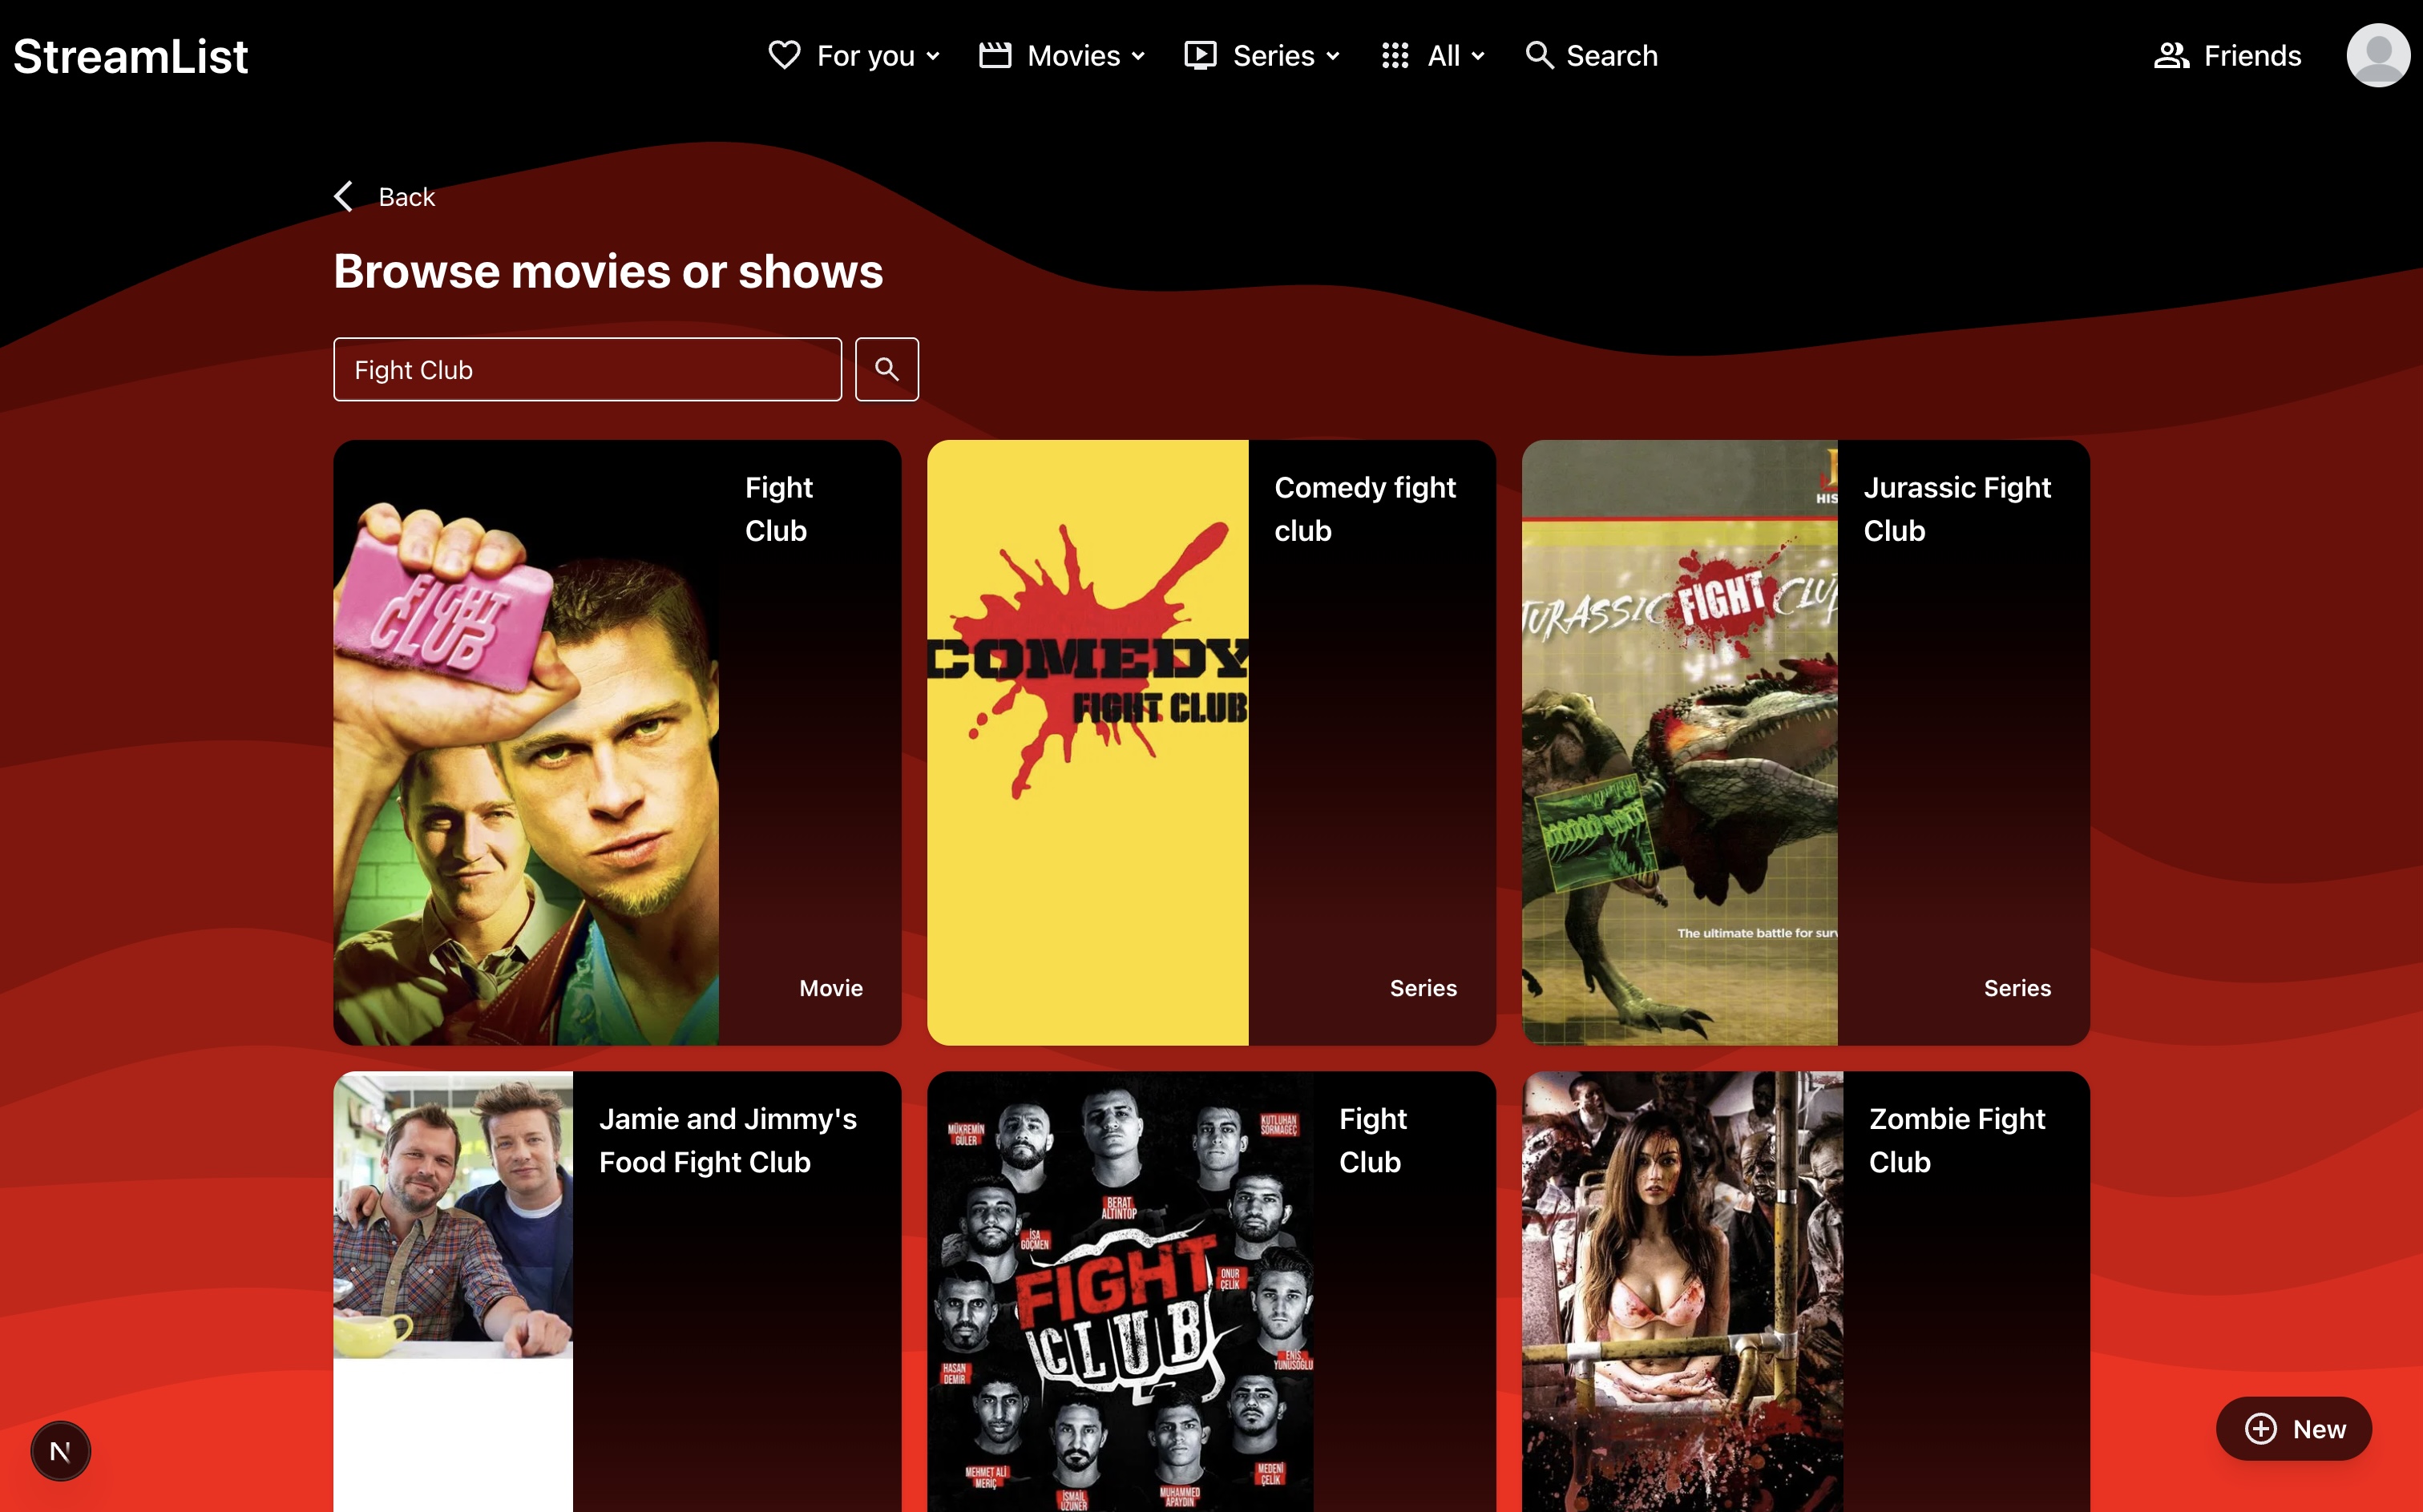 StreamList
For you
Movies
Series
All
Search
Friends
Back
Browse movies or shows
Fight Club
Fight
Club
FIGHT
CLUB
Movie
Comedy fight
club
COMEDY
FIGHT CLUB
Series
Jurassic Fight
Club
HIS
JURASSIC FIGHT CLUB
The ultimate battle for surv
Series
Jamie and Jimmy's
Food Fight Club
Fight
Club
MÜKREMİN
GÜLER
KUTLUHAN
SORMAGEÇ
BERAT
ALTINTOP
İSA
GÖÇMEN
ONUR
ÇELİK
FIGHT
CLUB
ENİS
YUNUSOĞLU
HASAN
DEMİR
MEHMET ALİ
MERİÇ
İSMAİL
UZUNER
MUHAMMED
APAYDIN
MEDENİ
ÇELİK
Zombie Fight
Club
N
New